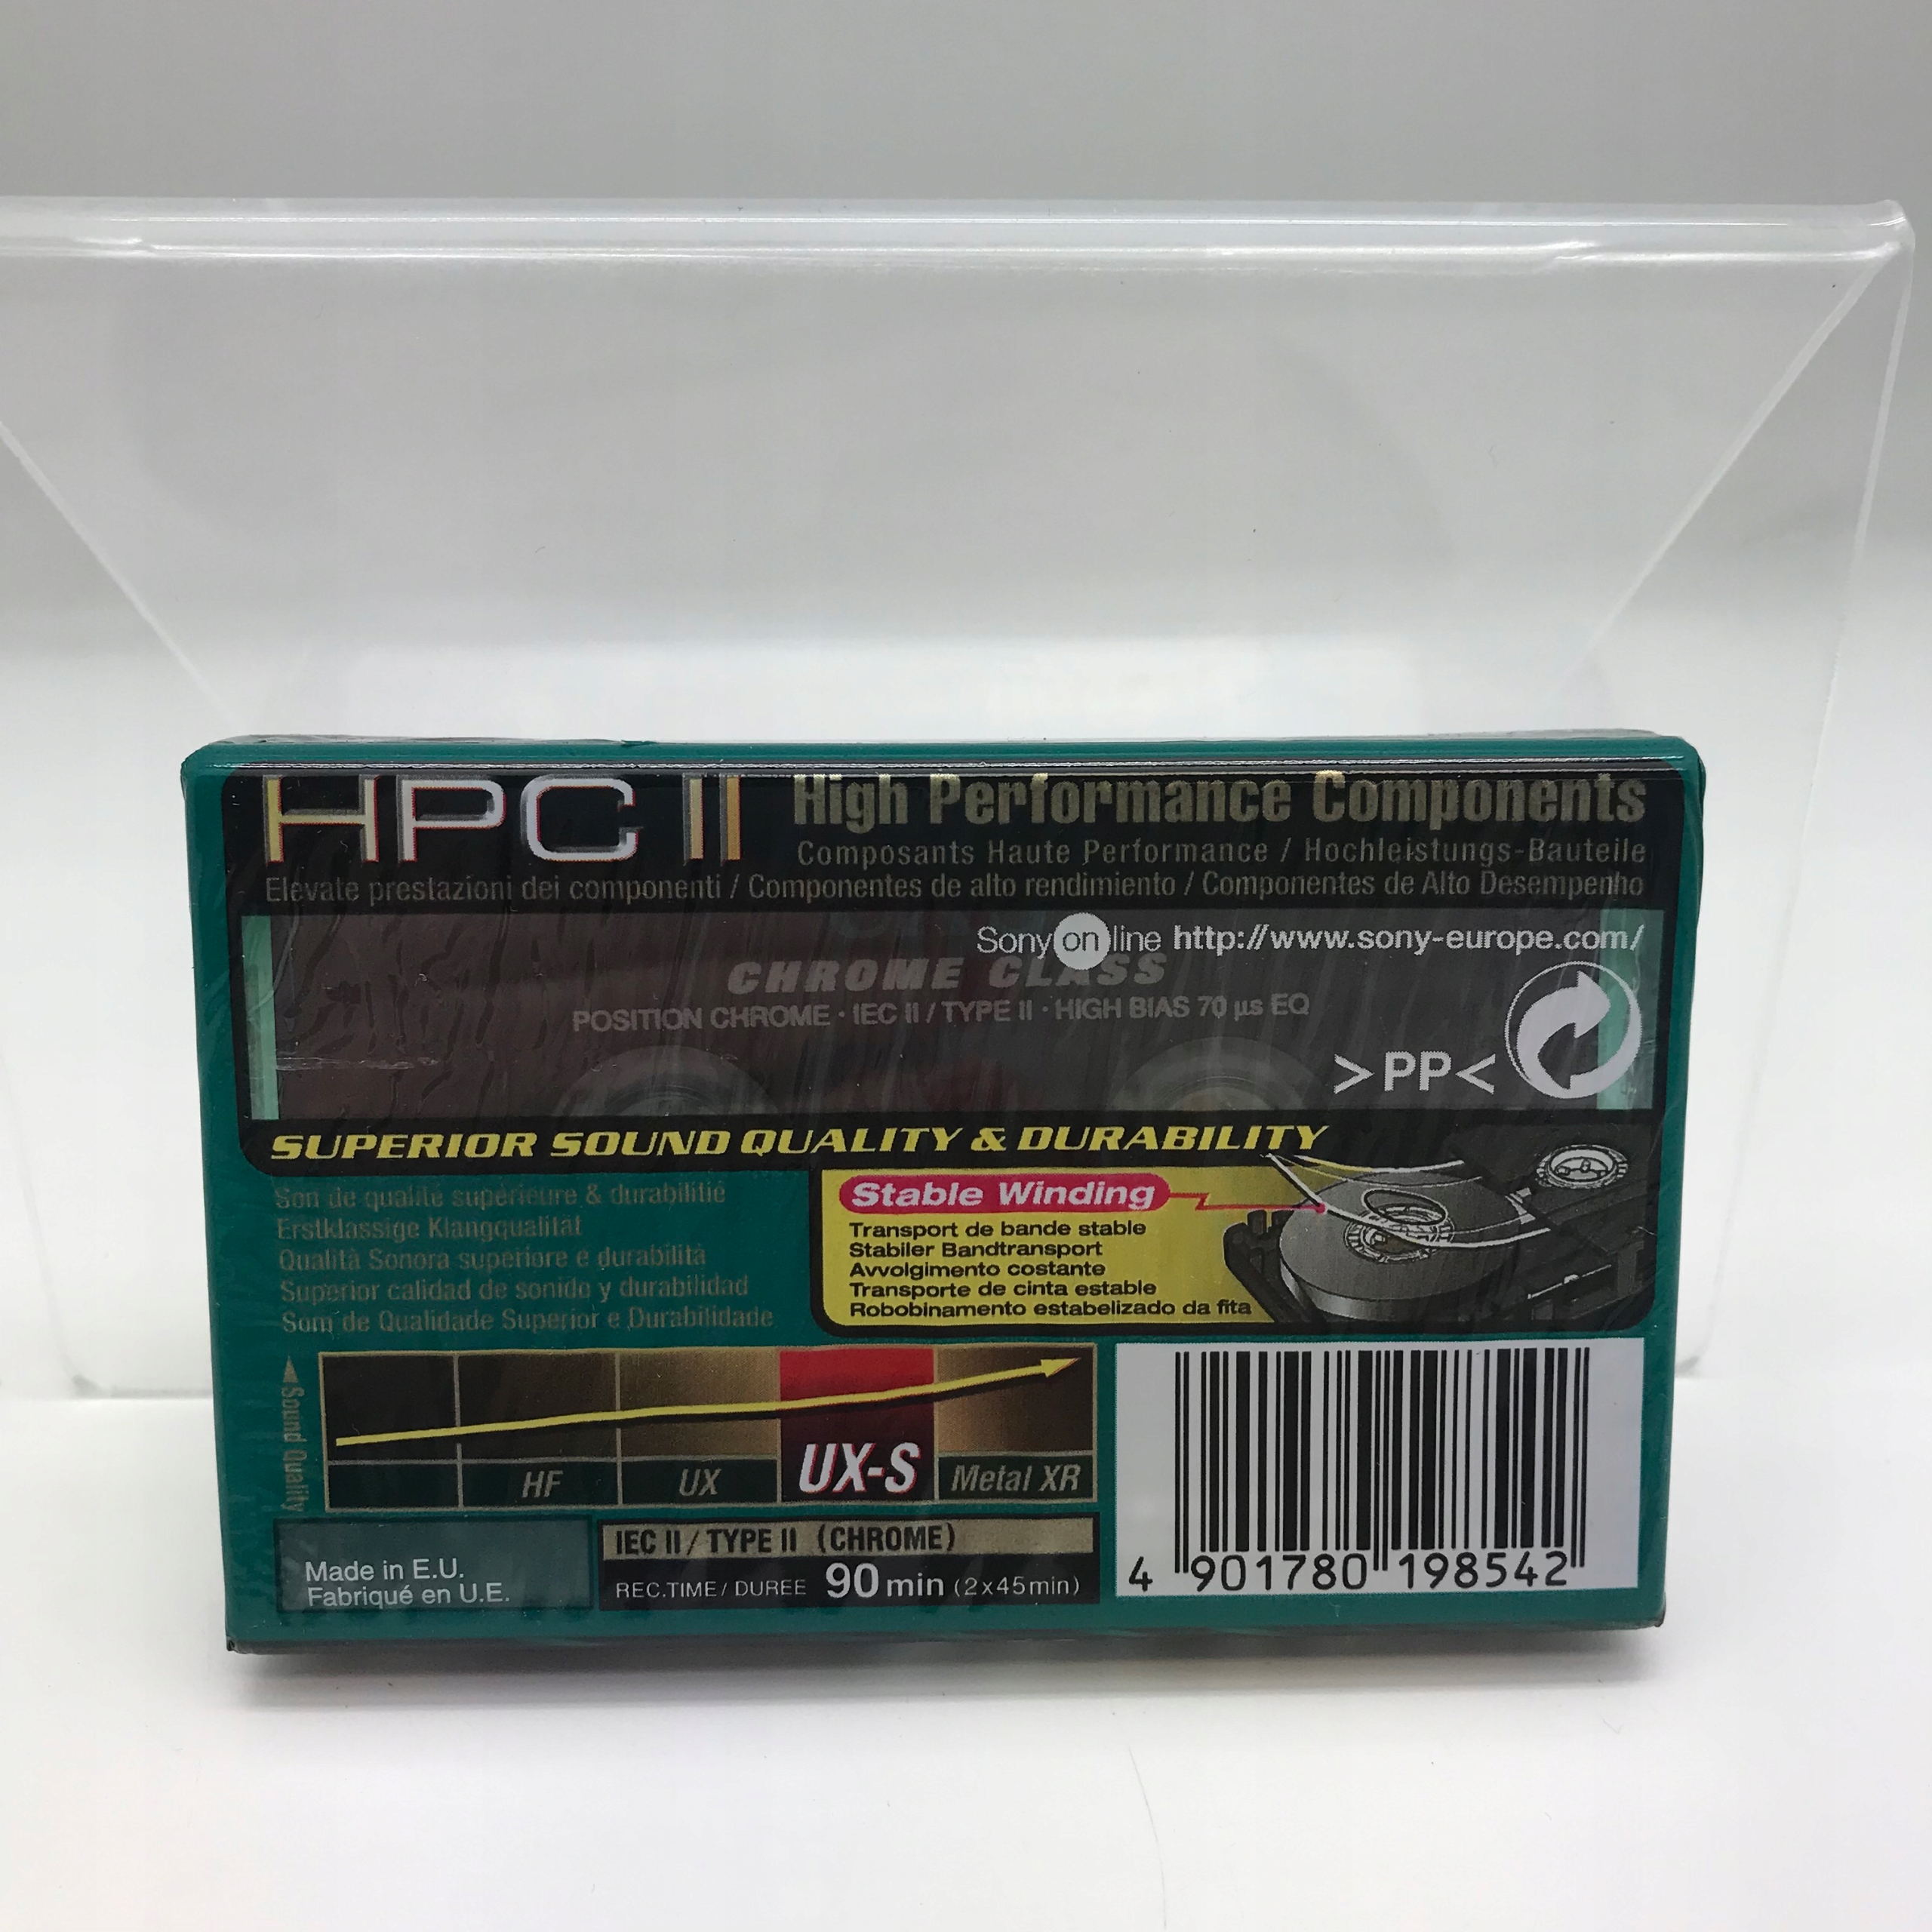 HPC II High Performance Components
Composants Haute Performance / Hochleistungs-Bauteile
Elevate prestazioni dei componenti / Componentes de alto rendimiento / Componentes de Alto Desempenho
Sony on line http://www.sony-europe.com/
CHROME CLASS
POSITION CHROME · IEC II / TYPE II · HIGH BIAS 70 µs EQ
>PP<
SUPERIOR SOUND QUALITY & DURABILITY
Son de qualité supérieure & durabilitié
Erstklassige Klangqualität
Qualità Sonora superiore e durabilità
Superior calidad de sonido y durabilidad
Som de Qualidade Superior e Durabilidade
Stable Winding
Transport de bande stable
Stabiler Bandtransport
Avvolgimento costante
Transporte de cinta estable
Robobinamento estabelizado da fita
Sound Quality
HF UX UX-S Metal XR
IEC II / TYPE II (CHROME)
REC.TIME / DUREE 90 min (2x45min)
Made in E.U.
Fabriqué en U.E.
4 901780 198542